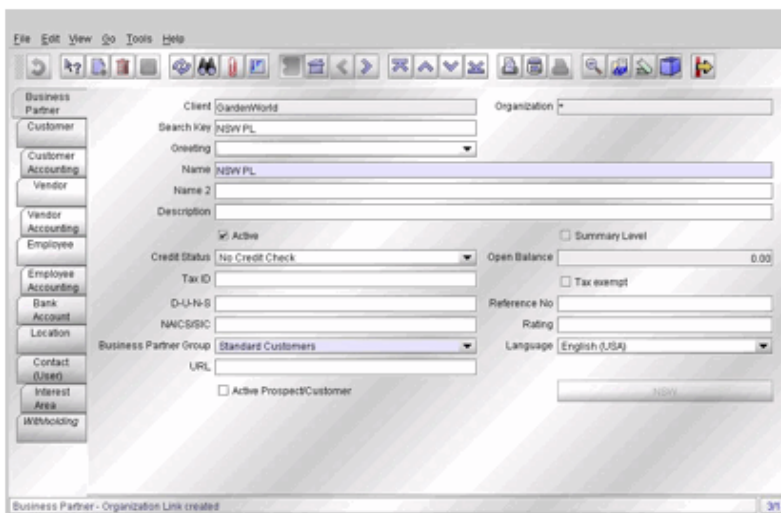 File Edit View Go Tools Help
Business Partner
Customer
Customer Accounting
Vendor
Vendor Accounting
Employee
Employee Accounting
Bank Account
Location
Contact (User)
Interest Area
Withholding
Client GardenWorld Organization *
Search Key NSW PL
Greeting
Name NSW PL
Name 2
Description
Active Summary Level
Credit Status No Credit Check Open Balance 0.00
Tax ID Tax exempt
D-U-N-S Reference No
NAICS/SIC Rating
Business Partner Group Standard Customers Language English (USA)
URL
Active Prospect/Customer NSW
Business Partner - Organization Link created 3/1